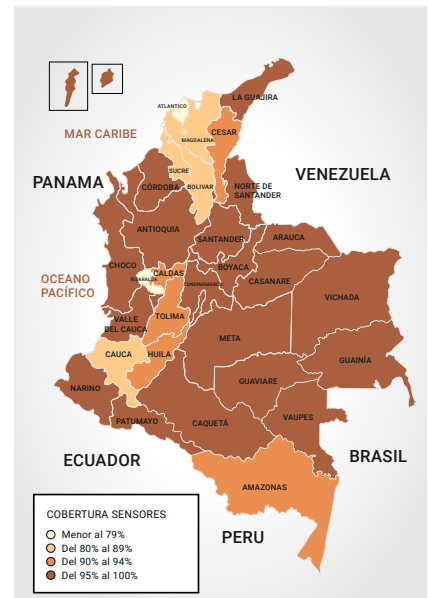 LA GUAJIRA
ATLANTICO
MAR CARIBE
CESAR
MAGDALENA
SUCRE
PANAMA
VENEZUELA
CÓRDOBA
BOLIVAR
NORTE DE
SANTANDER
ANTIOQUIA
SANTANDER
ARAUCA
CHOCO
BOYACA
CALDAS
RISARALDA
OCEANO
PACÍFICO
CUNDINAMARCA
CASANARE
VICHADA
TOLIMA
VALLE
DEL CAUCA
META
CAUCA
HUILA
GUAINÍA
GUAVIARE
NARINO
VAUPES
PATUMAYO
CAQUETÁ
ECUADOR
BRASIL
AMAZONAS
PERU
COBERTURA SENSORES
Menor al 79%
Del 80% al 89%
Del 90% al 94%
Del 95% al 100%